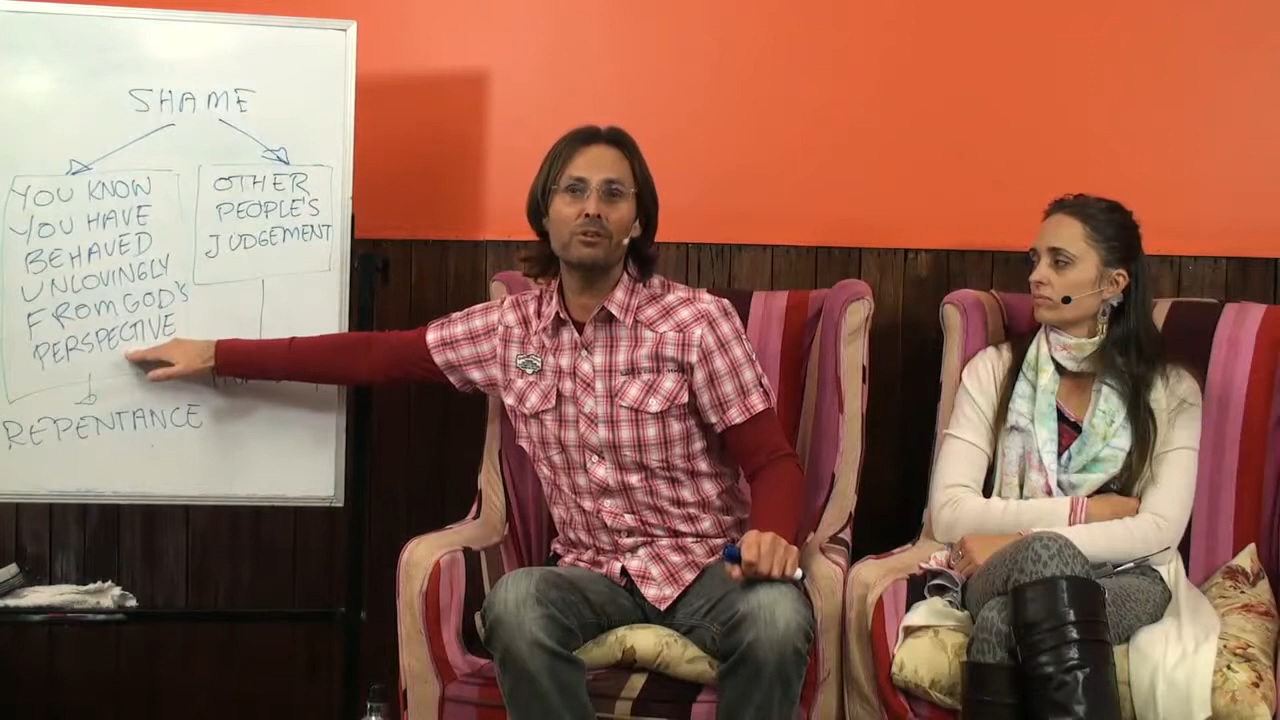 SHAME
YOU KNOW
YOU HAVE
BEHAVED
UNLOVINGLY
FROM GOD'S
PERSPECTIVE
REPENTANCE
OTHER
PEOPLE'S
JUDGEMENT